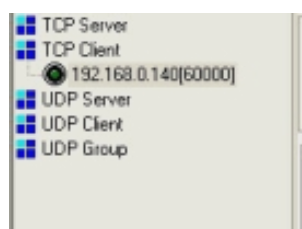 TCP Server
TCP Client
192.168.0.140[60000]
UDP Server
UDP Client
UDP Group